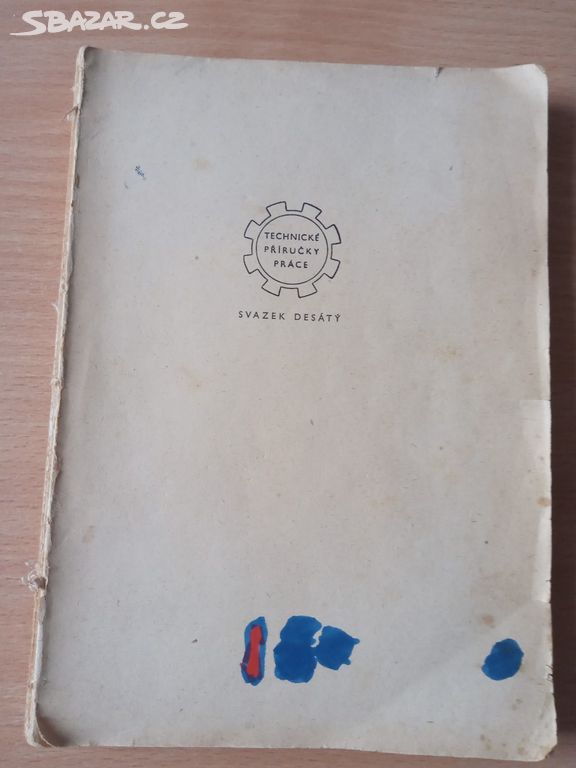 SBAZAR.CZ
TECHNICKÉ
PŘÍRUČKY
PRÁCE
SVAZEK DESÁTÝ